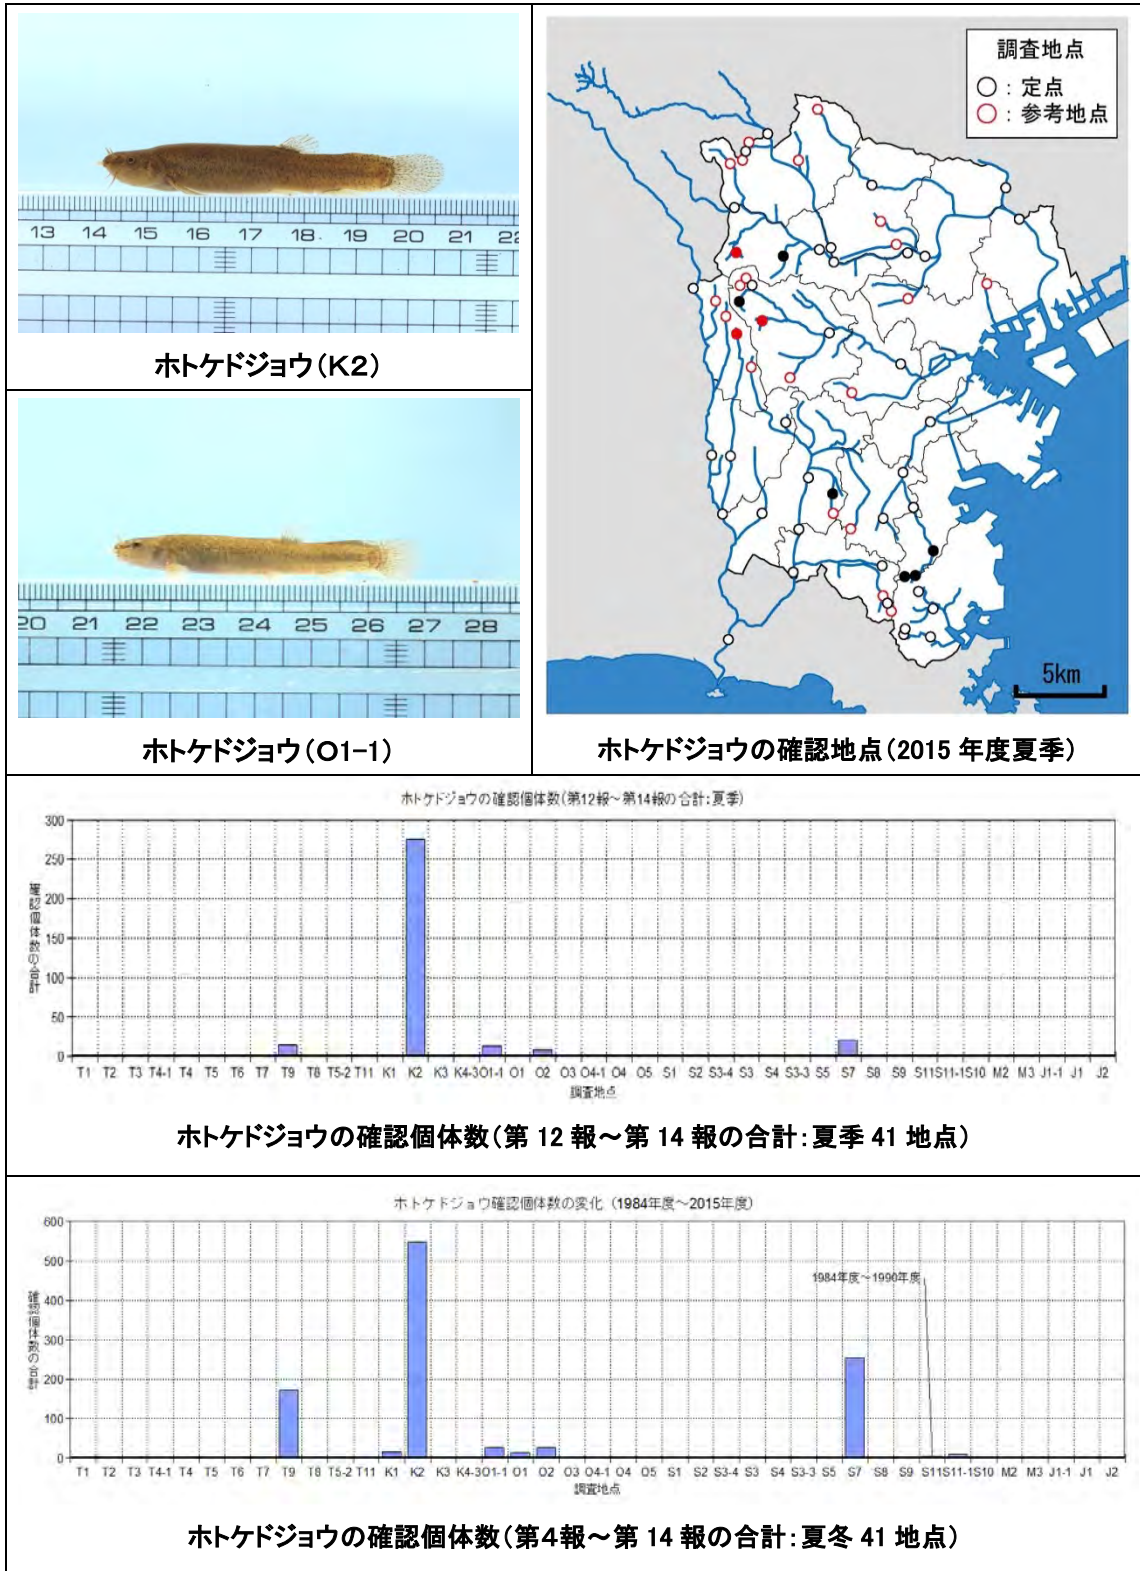 13 14 15 16 17 18 19 20 21 22
ホトケドジョウ(K2)
20 21 22 23 24 25 26 27 28
ホトケドジョウ(O1-1)
調査地点
○ : 定点
○ : 参考地点
5km
ホトケドジョウの確認地点(2015 年度夏季)
ホトケドジョウの確認個体数(第12報~第14報の合計:夏季)
確認個体数の合計
300
250
200
150
100
50
0
T1 T2 T3 T4-1 T4 T5 T6 T7 T9 T8 T5-2 T11 K1 K2 K3 K4-3 O1-1 O1 O2 O3 O4-1 O4 O5 S1 S2 S3-4 S3 S4 S3-3 S5 S7 S8 S9 S11 S11-1 S10 M2 M3 J1-1 J1 J2
調査地点
ホトケドジョウの確認個体数(第 12 報~第 14 報の合計:夏季 41 地点)
ホトケドジョウ確認個体数の変化 (1984年度~2015年度)
確認個体数の合計
600
500
400
300
200
100
0
1984年度~1990年度
T1 T2 T3 T4-1 T4 T5 T6 T7 T9 T8 T5-2 T11 K1 K2 K3 K4-3 O1-1 O1 O2 O3 O4-1 O4 O5 S1 S2 S3-4 S3 S4 S3-3 S5 S7 S8 S9 S11 S11-1 S10 M2 M3 J1-1 J1 J2
調査地点
ホトケドジョウの確認個体数(第4報~第 14 報の合計:夏冬 41 地点)